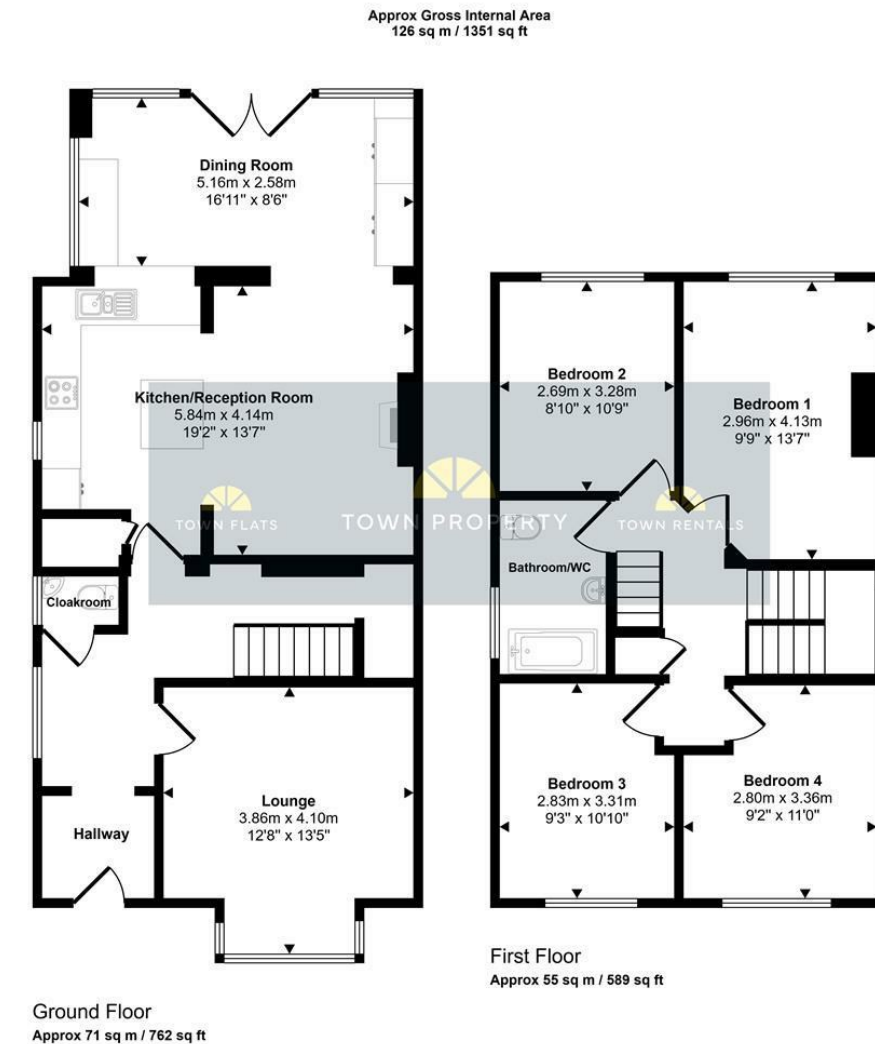 Approx Gross Internal Area
126 sq m / 1351 sq ft
Dining Room
5.16m x 2.58m
16'11" x 8'6"
Kitchen/Reception Room
5.84m x 4.14m
19'2" x 13'7"
Cloakroom
Lounge
3.86m x 4.10m
12'8" x 13'5"
Hallway
Ground Floor
Approx 71 sq m / 762 sq ft
Bedroom 2
2.69m x 3.28m
8'10" x 10'9"
Bedroom 1
2.96m x 4.13m
9'9" x 13'7"
Bathroom/WC
Bedroom 3
2.83m x 3.31m
9'3" x 10'10"
Bedroom 4
2.80m x 3.36m
9'2" x 11'0"
First Floor
Approx 55 sq m / 589 sq ft
TOWN FLATS
TOWN PROPERTY
TOWN RENTALS